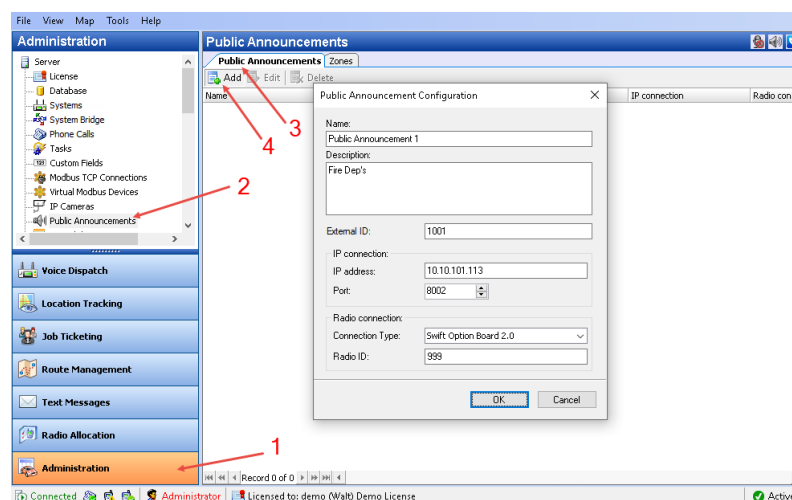 File View Map Tools Help
Administration
Public Announcements
Server
License
Database
Systems
System Bridge
Phone Calls
Tasks
Custom Fields
Modbus TCP Connections
Virtual Modbus Devices
IP Cameras
Public Announcements
Public Announcements Zones
Add Edit Delete
Name IP connection Radio con
Public Announcement Configuration
Name:
Public Announcement 1
Description:
Fire Dep's
External ID: 1001
IP connection:
IP address: 10.10.101.113
Port: 8002
Radio connection:
Connection Type: Swift Option Board 2.0
Radio ID: 999
OK Cancel
3
4
2
1
Voice Dispatch
Location Tracking
Job Ticketing
Route Management
Text Messages
Radio Allocation
Administration
Record 0 of 0
Connected Administrator Licensed to: demo (Walt) Demo License Active